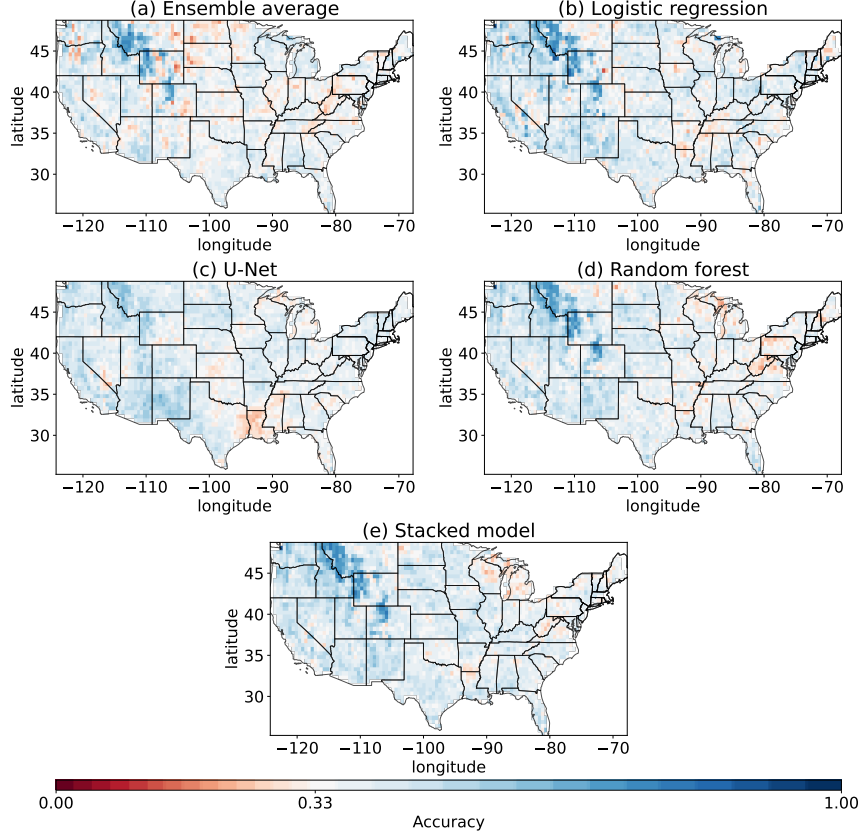 (a) Ensemble average
(b) Logistic regression
latitude
45
40
35
30
45
40
35
30
−120 −110 −100 −90 −80 −70
−120 −110 −100 −90 −80 −70
longitude
longitude
(c) U-Net
(d) Random forest
latitude
45
40
35
30
45
40
35
30
−120 −110 −100 −90 −80 −70
−120 −110 −100 −90 −80 −70
longitude
longitude
(e) Stacked model
latitude
45
40
35
30
−120 −110 −100 −90 −80 −70
longitude
0.00 0.33 1.00
Accuracy